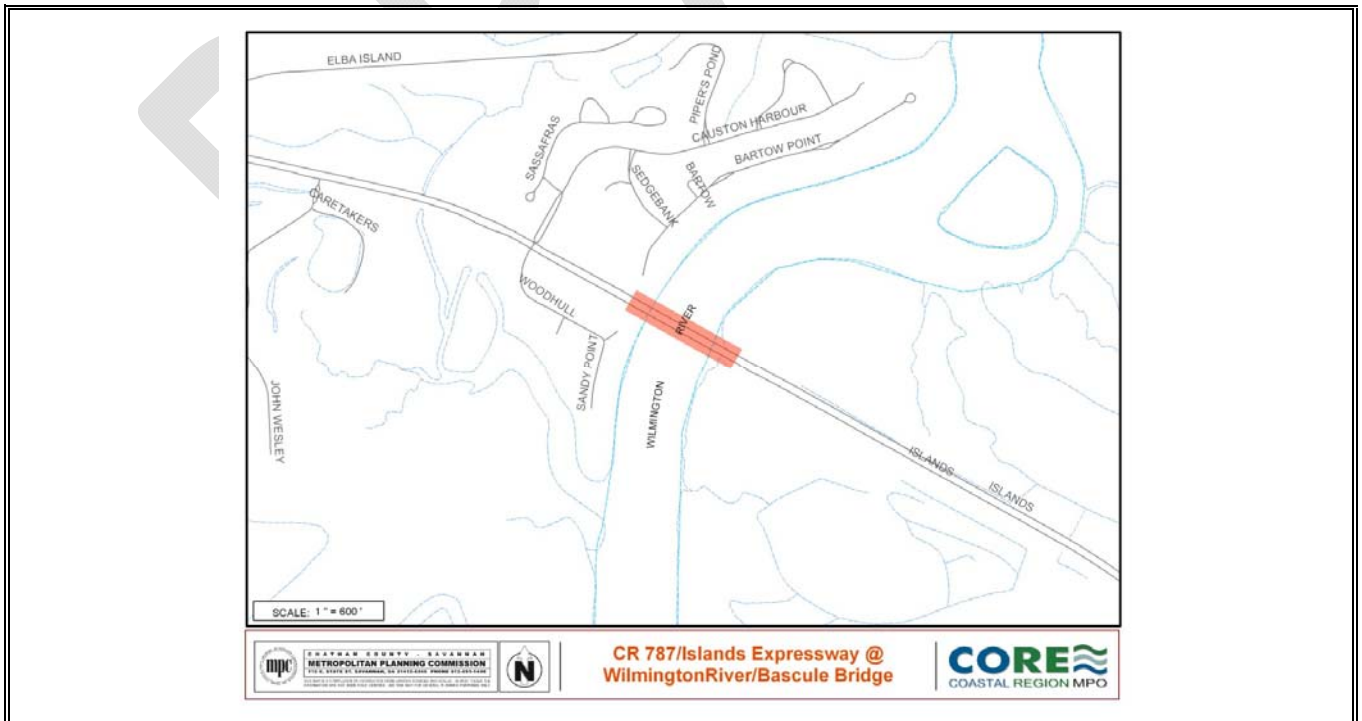 ELBA ISLAND
PIPER'S POND
CAUSTON HARBOUR
SASSAFRAS
BARTOW POINT
SEDGEBANK
BARTOW
CARETAKERS
WOODHULL
RIVER
SANDY POINT
WILMINGTON
JOHN WESLEY
ISLANDS
ISLANDS
SCALE: 1 " = 600 '
mpc
CHATHAM COUNTY - SAVANNAH
METROPOLITAN PLANNING COMMISSION
N
CR 787/Islands Expressway @
WilmingtonRiver/Bascule Bridge
CORE
COASTAL REGION MPO